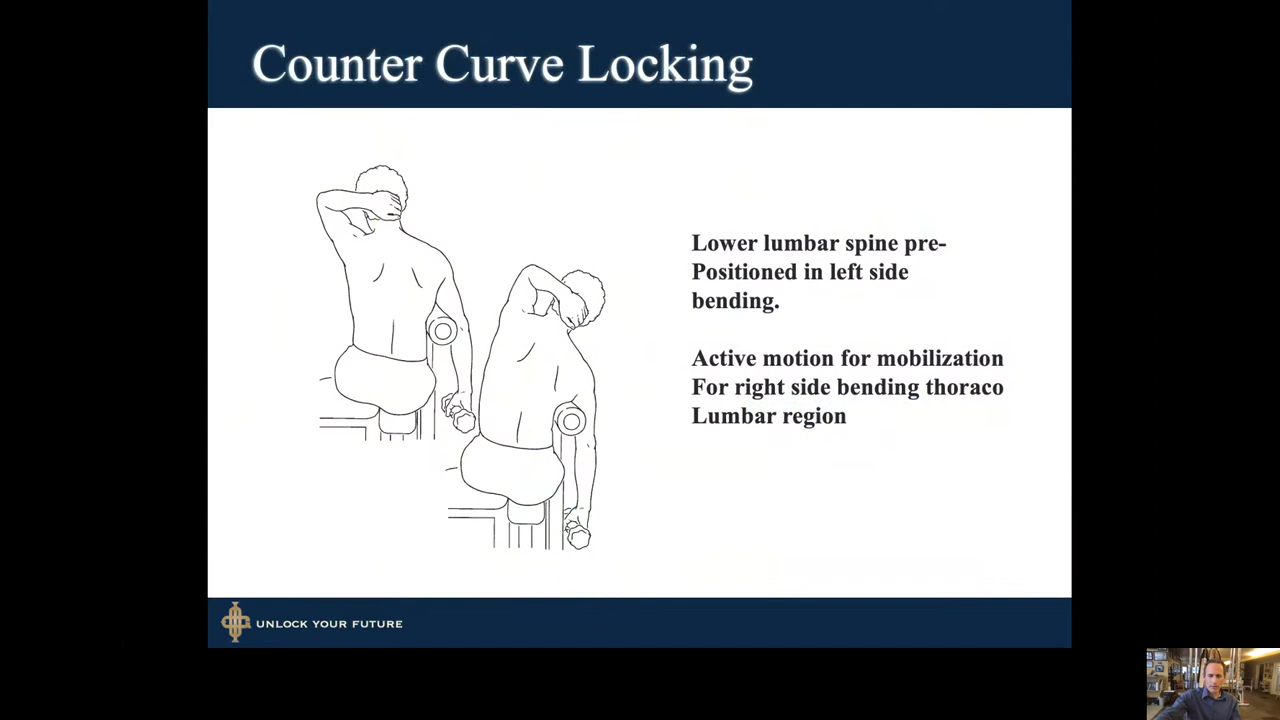 Counter Curve Locking
Lower lumbar spine pre-
Positioned in left side
bending.
Active motion for mobilization
For right side bending thoraco
Lumbar region
UNLOCK YOUR FUTURE